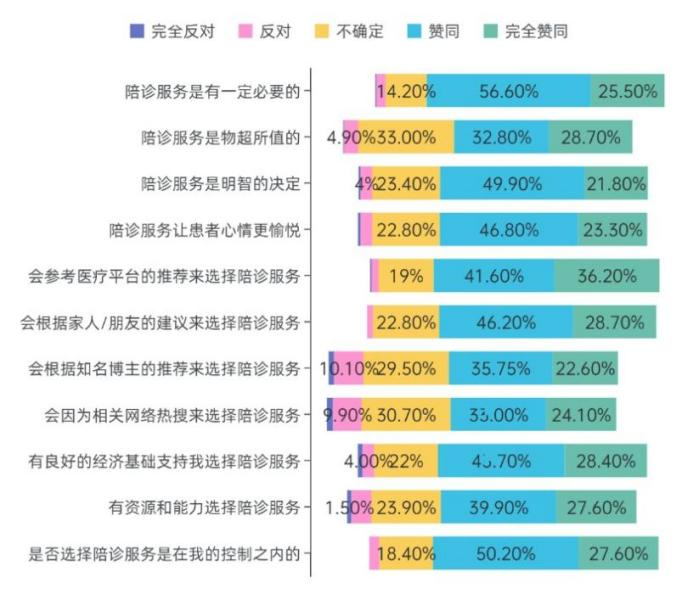 完全反对 反对 不确定 赞同 完全赞同
陪诊服务是有一定必要的 14.20% 56.60% 25.50%
陪诊服务是物超所值的 4.90% 33.00% 32.80% 28.70%
陪诊服务是明智的决定 4% 23.40% 49.90% 21.80%
陪诊服务让患者心情更愉悦 22.80% 46.80% 23.30%
会参考医疗平台的推荐来选择陪诊服务 19% 41.60% 36.20%
会根据家人/朋友的建议来选择陪诊服务 22.80% 46.20% 28.70%
会根据知名博主的推荐来选择陪诊服务 10.10% 29.50% 35.75% 22.60%
会因为相关网络热搜来选择陪诊服务 9.90% 30.70% 33.00% 24.10%
有良好的经济基础支持我选择陪诊服务 4.00% 22% 28.40%
有资源和能力选择陪诊服务 1.50% 23.90% 39.90% 27.60%
是否选择陪诊服务是在我的控制之内的 18.40% 50.20% 27.60%